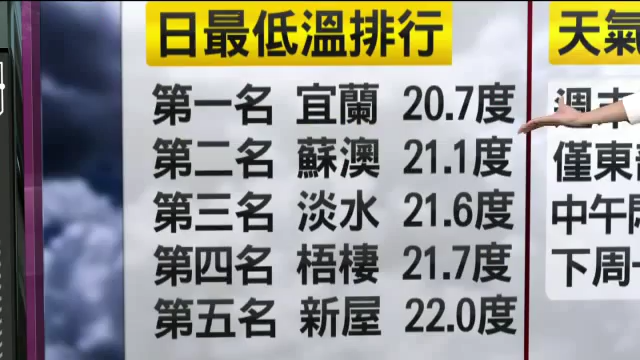 日最低溫排行
第一名 宜蘭 20.7度
第二名 蘇澳 21.1度
第三名 淡水 21.6度
第四名 梧棲 21.7度
第五名 新屋 22.0度
天氣
週末
僅東
中午
下周